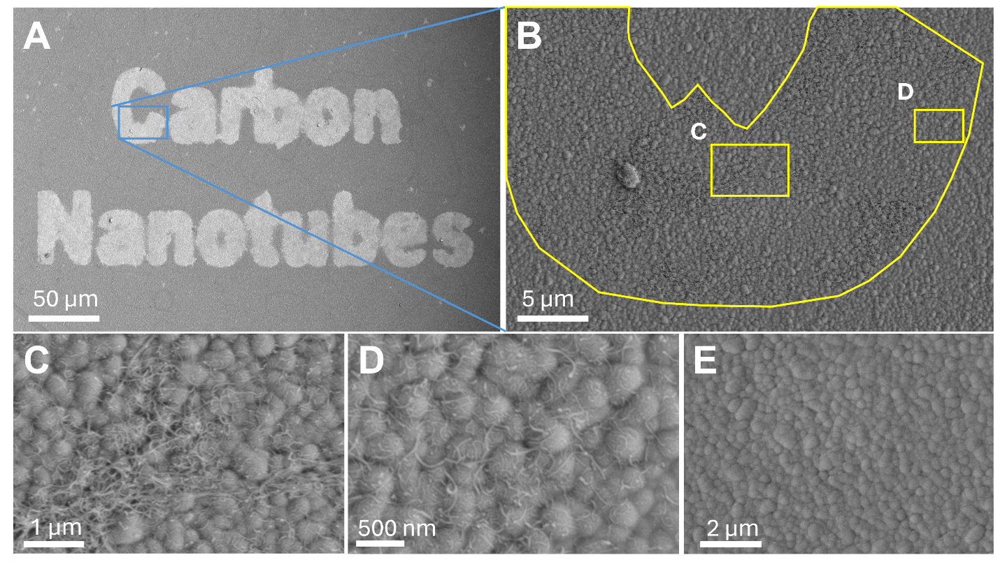 A
Carbon
Nanotubes
50 µm
B
D
C
5 µm
C
1 µm
D
500 nm
E
2 µm